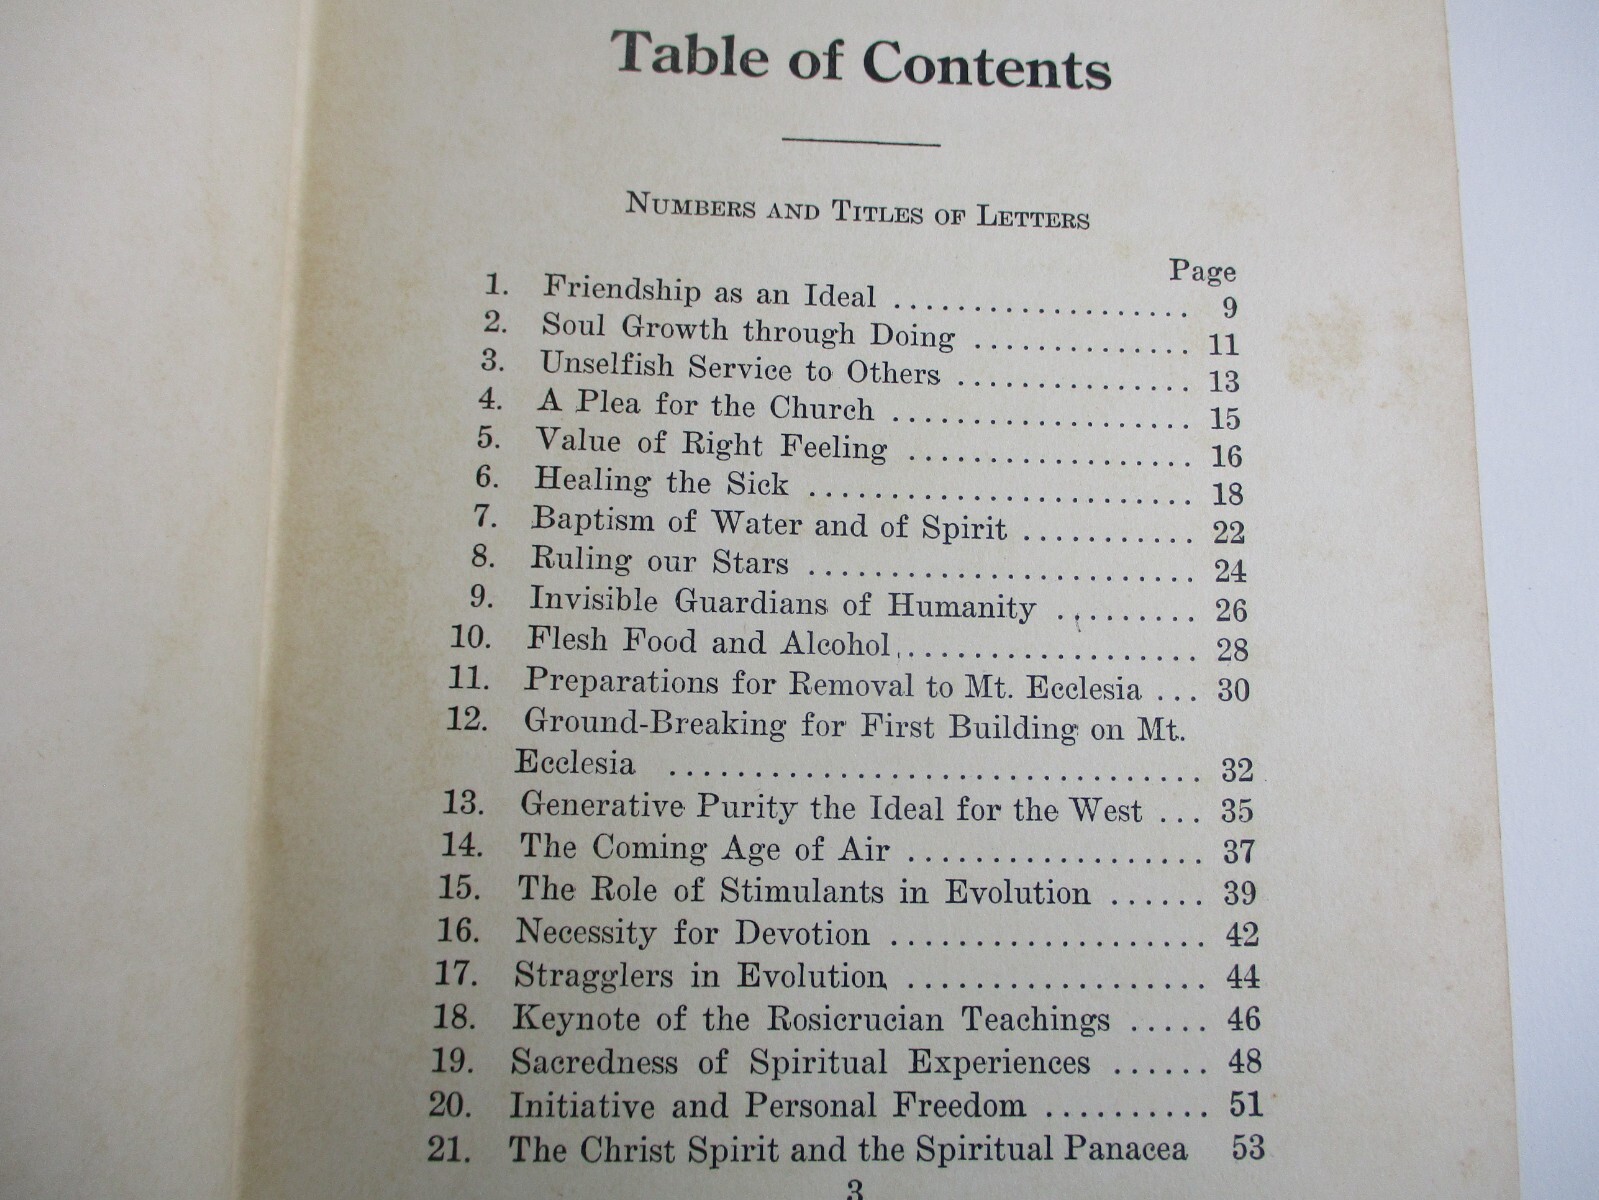 Table of Contents
Numbers and Titles of Letters
Page
1. Friendship as an Ideal ................... 9
2. Soul Growth through Doing .............. 11
3. Unselfish Service to Others ............... 13
4. A Plea for the Church ................... 15
5. Value of Right Feeling .................. 16
6. Healing the Sick ........................ 18
7. Baptism of Water and of Spirit ........... 22
8. Ruling our Stars ........................ 24
9. Invisible Guardians of Humanity ......... 26
10. Flesh Food and Alcohol................... 28
11. Preparations for Removal to Mt. Ecclesia ... 30
12. Ground-Breaking for First Building on Mt.
Ecclesia ................................ 32
13. Generative Purity the Ideal for the West ... 35
14. The Coming Age of Air .................. 37
15. The Role of Stimulants in Evolution ...... 39
16. Necessity for Devotion ................... 42
17. Stragglers in Evolution .................. 44
18. Keynote of the Rosicrucian Teachings ..... 46
19. Sacredness of Spiritual Experiences ...... 48
20. Initiative and Personal Freedom .......... 51
21. The Christ Spirit and the Spiritual Panacea 53
3